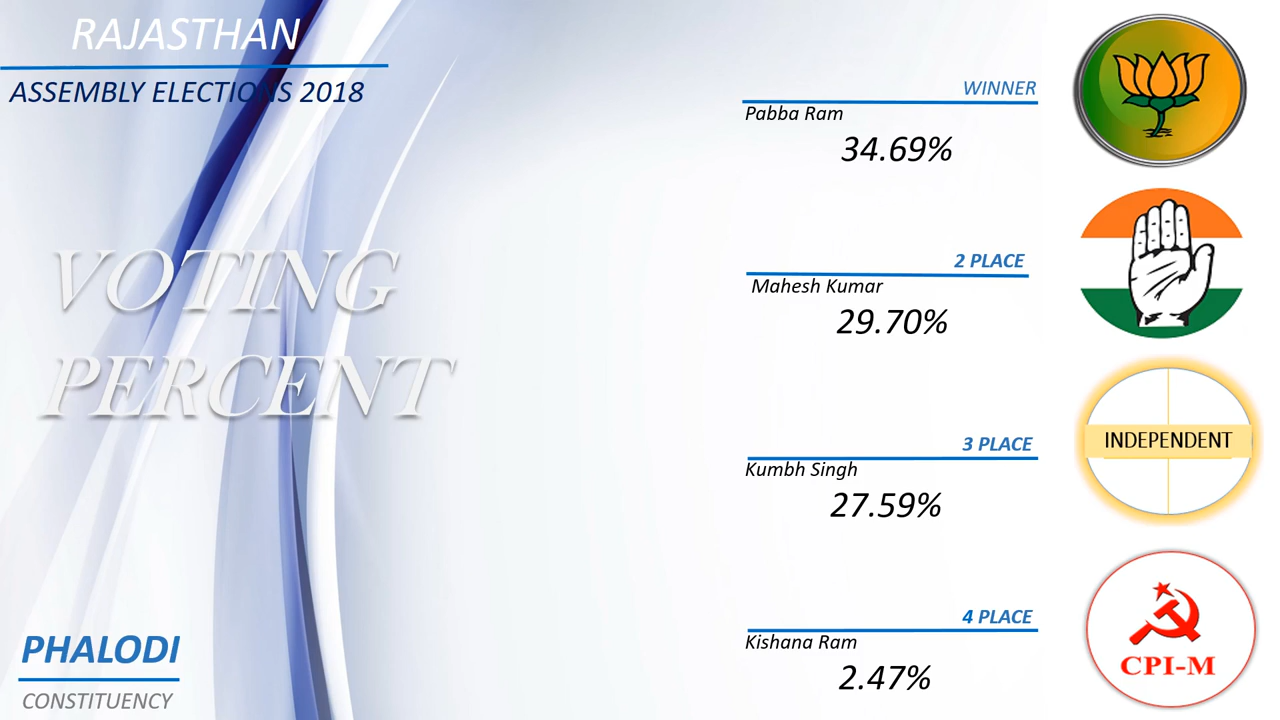 RAJASTHAN
ASSEMBLY ELECTIONS 2018
VOTING
PERCENT
PHALODI
CONSTITUENCY
WINNER
Pabba Ram
34.69%
2 PLACE
Mahesh Kumar
29.70%
3 PLACE
Kumbh Singh
27.59%
INDEPENDENT
4 PLACE
Kishana Ram
2.47%
CPI-M